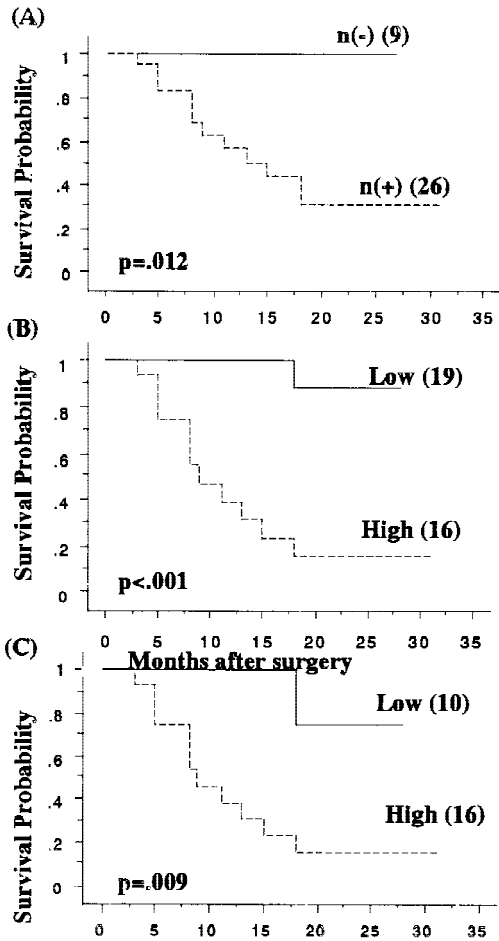 (A)
n(-) (9)
Survival Probability
1
.8
.6
.4
.2
0
n(+) (26)
p=.012
0 5 10 15 20 25 30 35
(B)
Survival Probability
1
.8
.6
.4
.2
0
Low (19)
High (16)
p<.001
0 5 10 15 20 25 30 35
(C)
Months after surgery
Survival Probability
1
.8
.6
.4
.2
0
Low (10)
High (16)
p=.009
0 5 10 15 20 25 30 35